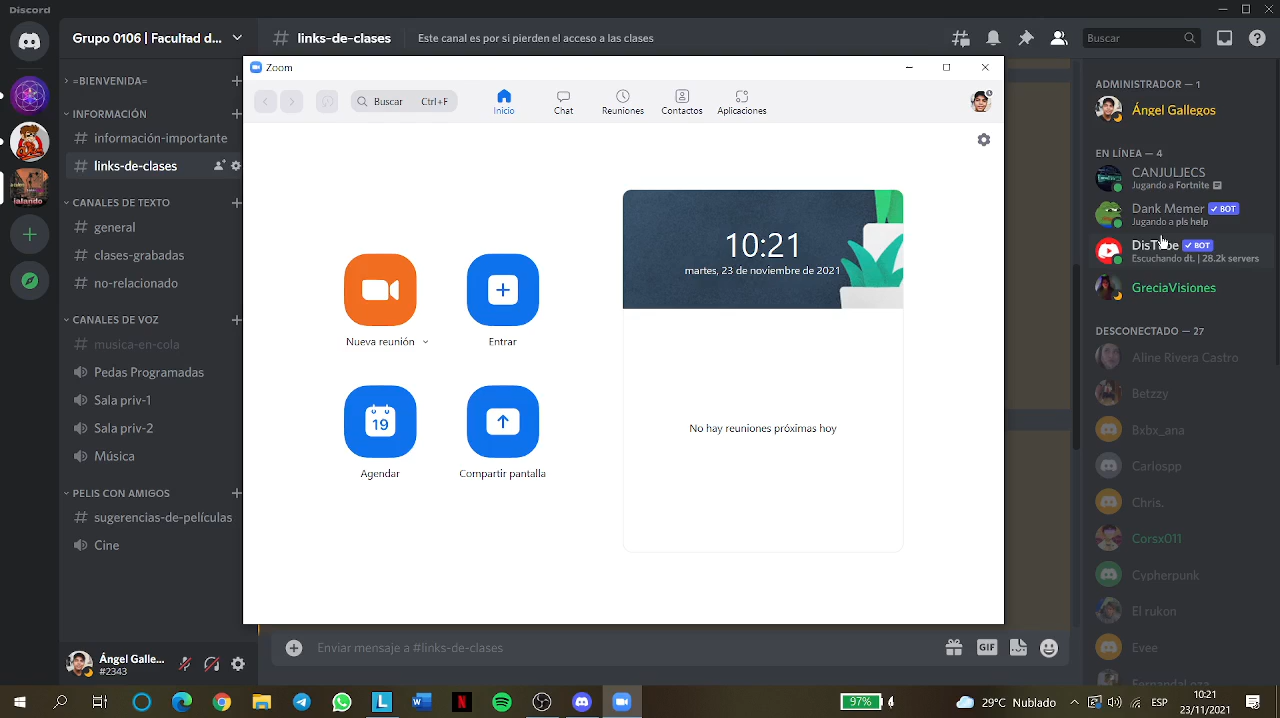 Discord
Grupo 0106 | Facultad d...
links-de-clases
Este canal es por si pierden el acceso a las clases
Buscar
=BIENVENIDA=
INFORMACIÓN
información-importante
links-de-clases
CANALES DE TEXTO
general
clases-grabadas
no-relacionado
CANALES DE VOZ
musica-en-cola
Pedas Programadas
Sala priv-1
Sala priv-2
Música
PELIS CON AMIGOS
sugerencias-de-películas
Cine
Ángel Galleg...
#2343
Zoom
Buscar Ctrl+F
Inicio
Chat
Reuniones
Contactos
Aplicaciones
10:21
martes, 23 de noviembre de 2021
Nueva reunión
Entrar
19
Agendar
Compartir pantalla
No hay reuniones próximas hoy
Enviar mensaje a #links-de-clases
GIF
ADMINISTRADOR — 1
Ángel Gallegos
EN LÍNEA — 4
CANJULJECS
Jugando a Fortnite
Dank Memer BOT
Jugando a pls help
BOT
Escuchando dt, | 28.2k servers
GreciaVisiones
DESCONECTADO — 27
Aline Rivera Castro
Betzzy
Bxbx_ana
Carlospp
Chris.
Corsx011
Cypherpunk
El rukon
Evee
97%
29°C Nublado
ESP
10:21
23/11/2021